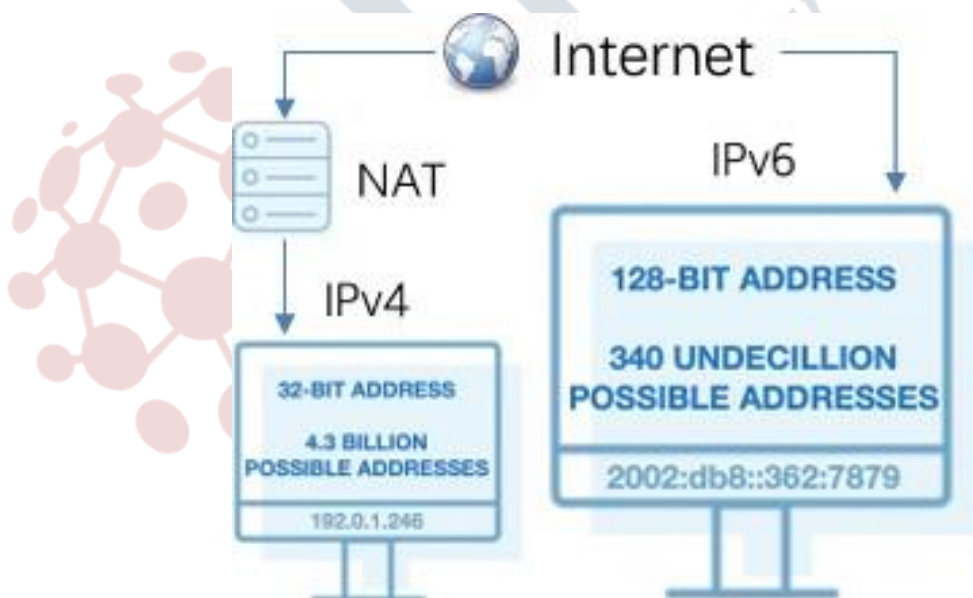 Internet
NAT
IPv6
IPv4
128-BIT ADDRESS
340 UNDECILLION
POSSIBLE ADDRESSES
2002:db8::362:7879
32-BIT ADDRESS
4.3 BILLION
POSSIBLE ADDRESSES
192.0.1.246